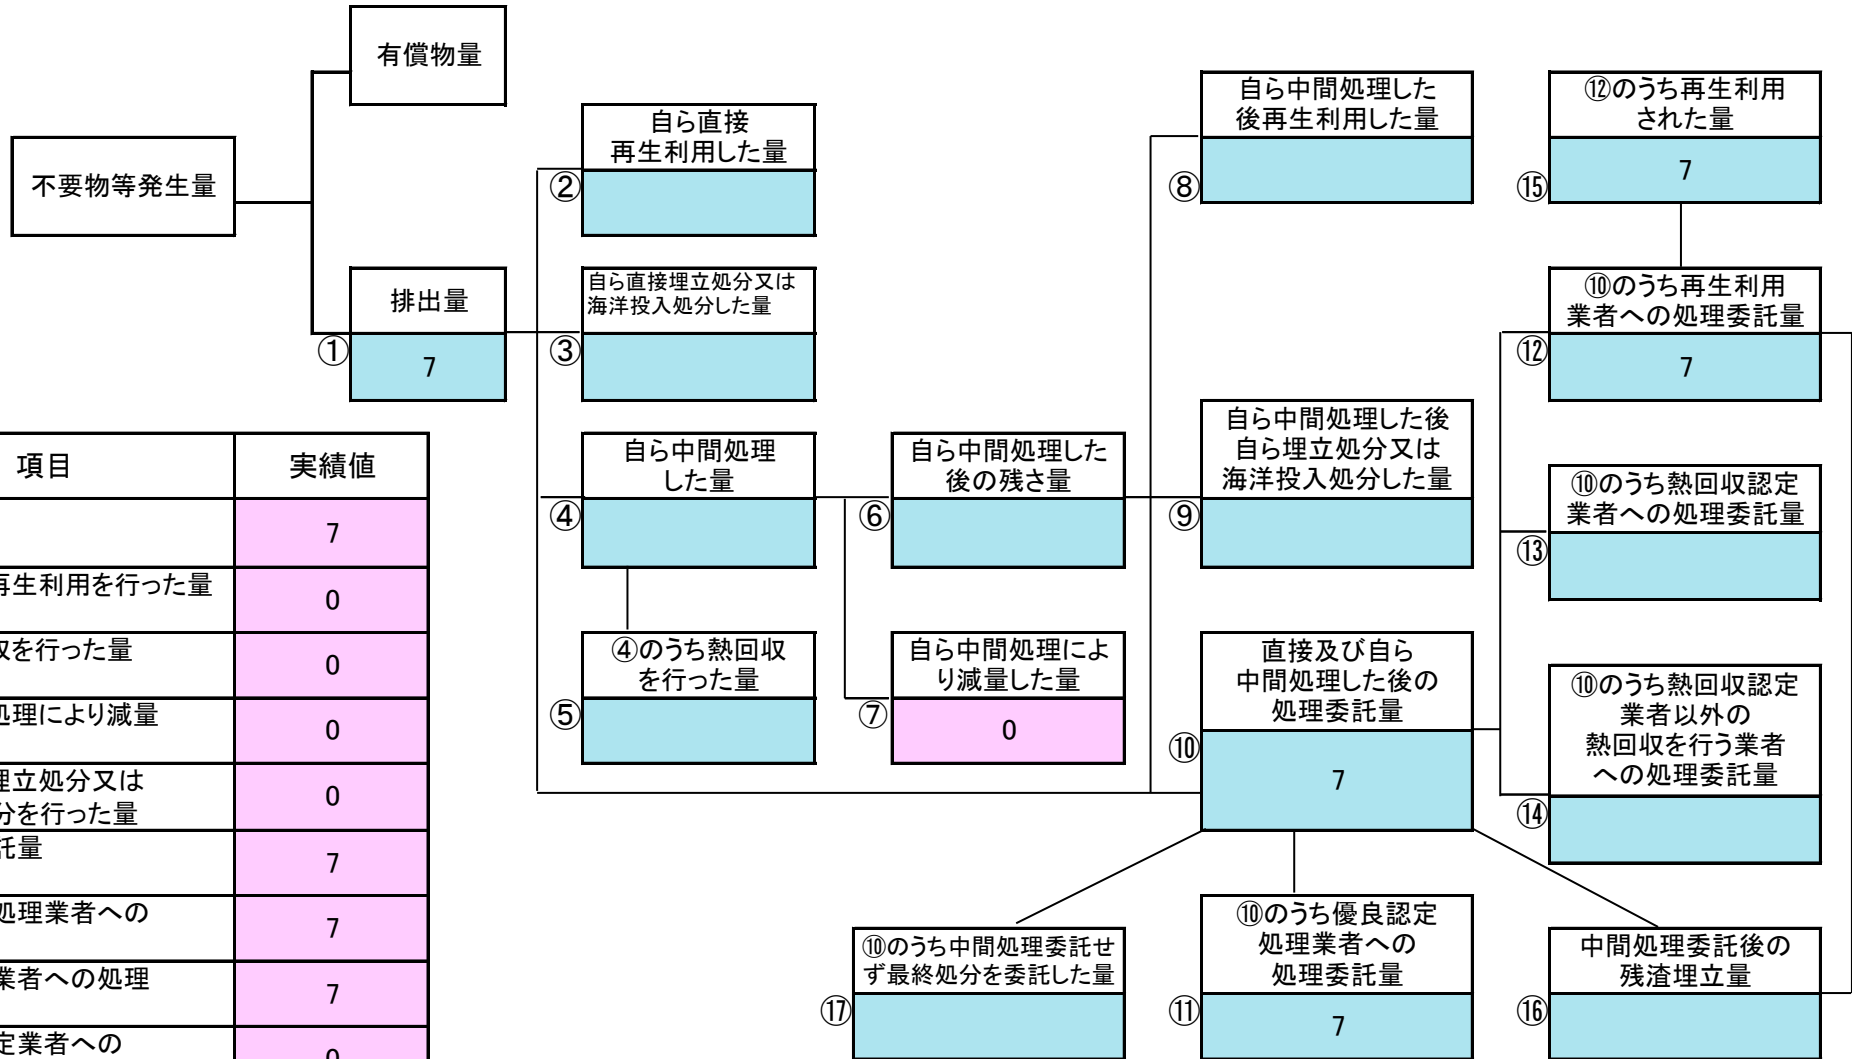 有償物量
不要物等発生量
排出量
①
7
自ら直接
再生利用した量
②
自ら直接埋立処分又は
海洋投入処分した量
③
自ら中間処理
した量
④
④のうち熱回収
を行った量
⑤
自ら中間処理した
後の残さ量
⑥
自ら中間処理によ
り減量した量
⑦
0
自ら中間処理した
後再生利用した量
⑧
自ら中間処理した後
自ら埋立処分又は
海洋投入処分した量
⑨
直接及び自ら
中間処理した後の
処理委託量
⑩
7
⑫のうち再生利用
された量
⑮
7
⑩のうち再生利用
業者への処理委託量
⑫
7
⑩のうち熱回収認定
業者への処理委託量
⑬
⑩のうち熱回収認定
業者以外の
熱回収を行う業者
への処理委託量
⑭
⑩のうち中間処理委託せ
ず最終処分を委託した量
⑰
⑩のうち優良認定
処理業者への
処理委託量
⑪
7
中間処理委託後の
残渣埋立量
⑯
項目 実績値
7
再生利用を行った量 0
を行った量 0
処理により減量 0
埋立処分又は
を行った量 0
託量 7
処理業者への 7
業者への処理 7
定業者への